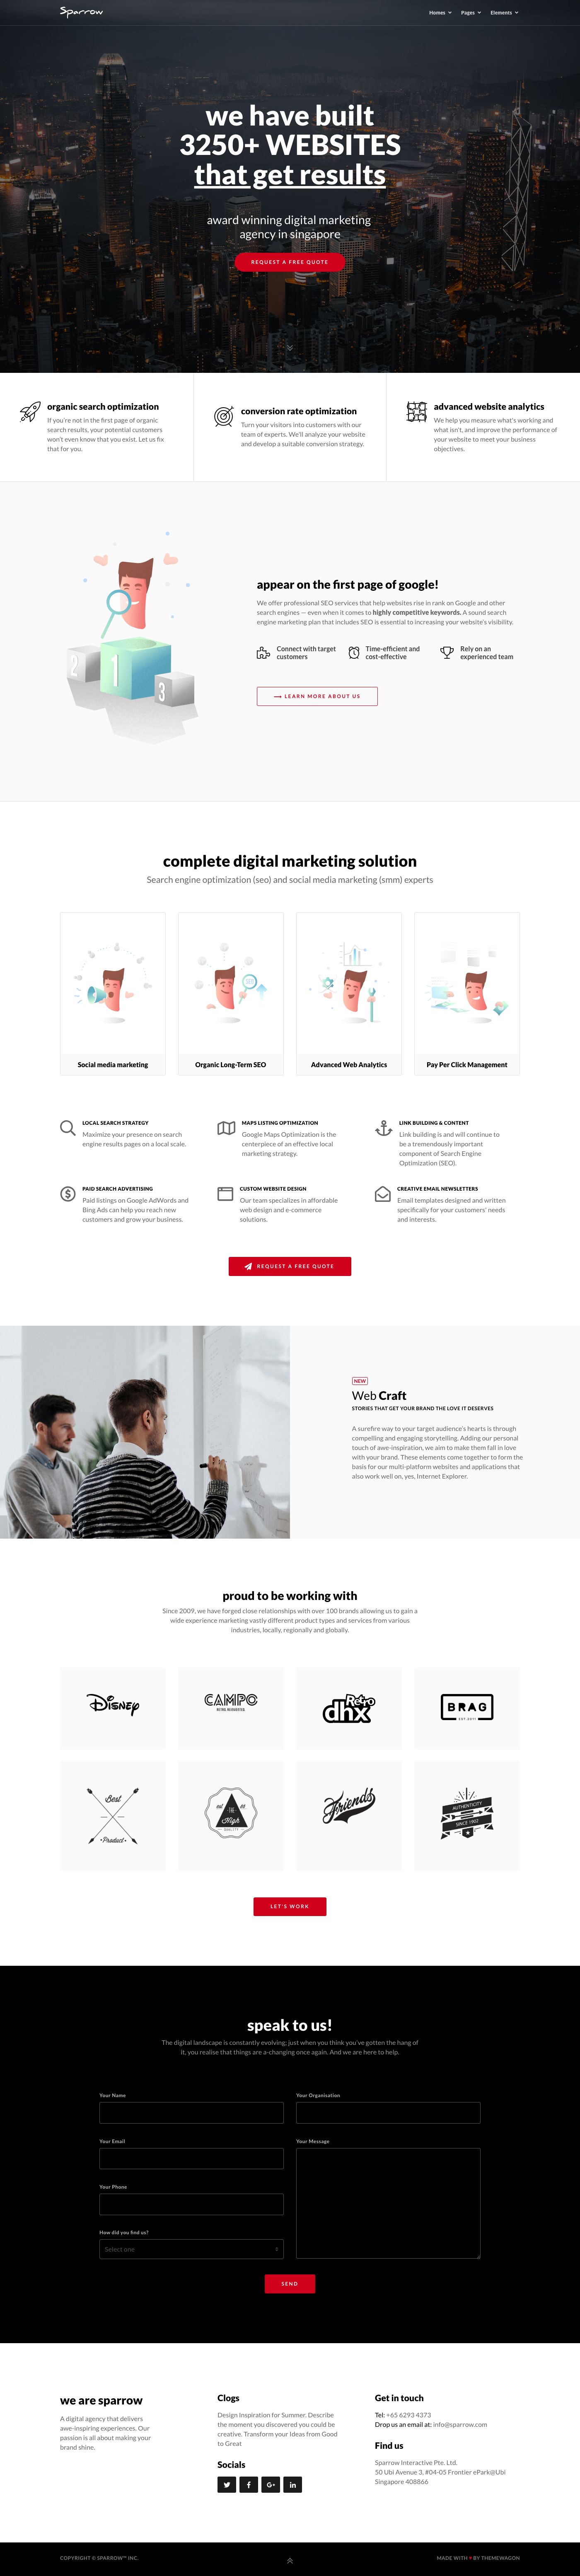 Sparrow
Homes Pages Elements
we have built
3250+ WEBSITES
that get results
award winning digital marketing
agency in singapore
REQUEST A FREE QUOTE
organic search optimization
If you're not in the first page of organic
search results, your potential customers
won't even know that you exist. Let us fix
that for you.
conversion rate optimization
Turn your visitors into customers with our
team of experts. We'll analyze your website
and develop a suitable conversion strategy.
advanced website analytics
We help you measure what's working and
what isn't, and improve the performance of
your website to meet your business
objectives.
2 1 3
appear on the first page of google!
We offer professional SEO services that help websites rise in rank on Google and other
search engines — even when it comes to highly competitive keywords. A sound search
engine marketing plan that includes SEO is essential to increasing your website's visibility.
Connect with target
customers
Time-efficient and
cost-effective
Rely on an
experienced team
LEARN MORE ABOUT US
complete digital marketing solution
Search engine optimization (seo) and social media marketing (smm) experts
Social media marketing
Organic Long-Term SEO
Advanced Web Analytics
Pay Per Click Management
LOCAL SEARCH STRATEGY
Maximize your presence on search
engine results pages on a local scale.
MAPS LISTING OPTIMIZATION
Google Maps Optimization is the
centerpiece of an effective local
marketing strategy.
LINK BUILDING & CONTENT
Link building is and will continue to
be a tremendously important
component of Search Engine
Optimization (SEO).
PAID SEARCH ADVERTISING
Paid listings on Google AdWords and
Bing Ads can help you reach new
customers and grow your business.
CUSTOM WEBSITE DESIGN
Our team specializes in affordable
web design and e-commerce
solutions.
CREATIVE EMAIL NEWSLETTERS
Email templates designed and written
specifically for your customers' needs
and interests.
REQUEST A FREE QUOTE
NEW
Web Craft
STORIES THAT GET YOUR BRAND THE LOVE IT DESERVES
A surefire way to your target audience's hearts is through
compelling and engaging storytelling. Adding our personal
touch of awe-inspiration, we aim to make them fall in love
with your brand. These elements come together to form the
basis for our multi-platform websites and applications that
also work well on, yes, Internet Explorer.
proud to be working with
Since 2009, we have forged close relationships with over 100 brands allowing us to gain a
wide experience marketing vastly different product types and services from various
industries, locally, regionally and globally.
Disney
CAMPO
RETRO, REINVENTED.
Retro
dhx
BRAG
EST. 2011
Best
Product
THE
High
QUALITY
Friends
AUTHENTICITY
SINCE 1902
LET'S WORK
speak to us!
The digital landscape is constantly evolving; just when you think you've gotten the hang of
it, you realise that things are a-changing once again. And we are here to help.
Your Name
Your Organisation
Your Email
Your Message
Your Phone
How did you find us?
Select one
SEND
we are sparrow
A digital agency that delivers
awe-inspiring experiences. Our
passion is all about making your
brand shine.
Clogs
Design Inspiration for Summer. Describe
the moment you discovered you could be
creative. Transform your Ideas from Good
to Great
Socials
Get in touch
Tel: +65 6293 4373
Drop us an email at: info@sparrow.com
Find us
Sparrow Interactive Pte. Ltd.
50 Ubi Avenue 3, #04-05 Frontier ePark@Ubi
Singapore 408866
COPYRIGHT © SPARROW™ INC.
MADE WITH ♥ BY THEMEWAGON